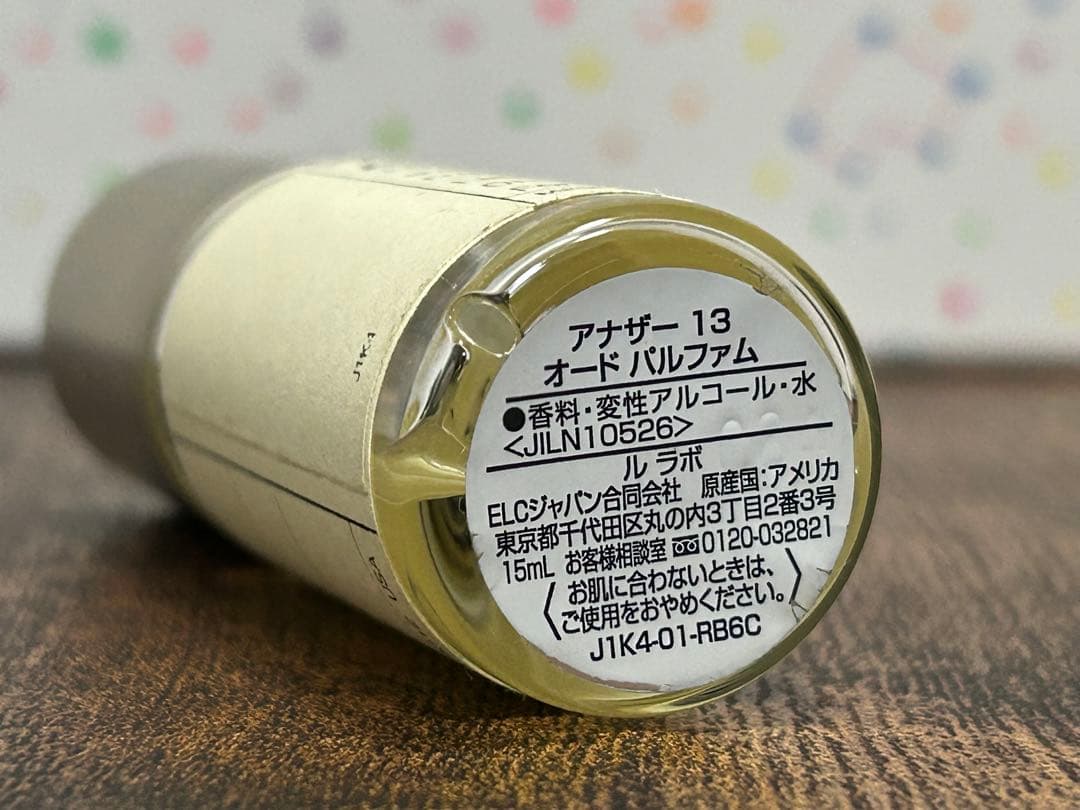 アナザー 13
オード パルファム
●香料・変性アルコール・水
<JILN10526>
ル ラボ
ELCジャパン合同会社 原産国:アメリカ
東京都千代田区丸の内3丁目2番3号
15mL お客様相談室 0120-032821
〈お肌に合わないときは、
ご使用をおやめください。〉
J1K4-01-RB6C
J1K-1
USA